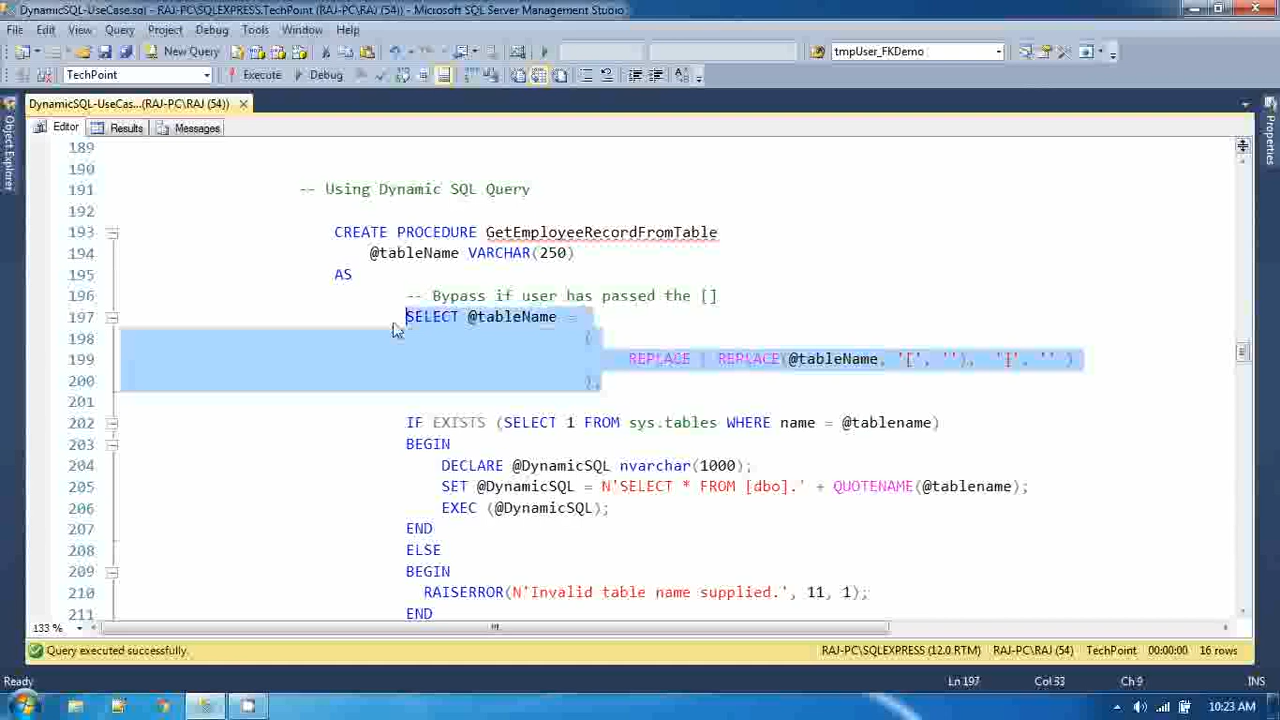 DynamicSQL-UseCase.sql - RAJ-PC\SQLEXPRESS.TechPoint (RAJ-PC\RAJ (54)) - Microsoft SQL Server Management Studio
File Edit View Query Project Debug Tools Window Help
New Query tmpUser_FKDemo
TechPoint Execute Debug
DynamicSQL-UseCas...(RAJ-PC\RAJ (54))
Object Explorer
Properties
Editor Results Messages
189
190
191 -- Using Dynamic SQL Query
192
193 CREATE PROCEDURE GetEmployeeRecordFromTable
194 @tableName VARCHAR(250)
195 AS
196 -- Bypass if user has passed the []
197 SELECT @tableName =
198 (
199 REPLACE ( REPLACE(@tableName, '[', ''), ']', '' )
200 );
201
202 IF EXISTS (SELECT 1 FROM sys.tables WHERE name = @tablename)
203 BEGIN
204 DECLARE @DynamicSQL nvarchar(1000);
205 SET @DynamicSQL = N'SELECT * FROM [dbo].' + QUOTENAME(@tablename);
206 EXEC (@DynamicSQL);
207 END
208 ELSE
209 BEGIN
210 RAISERROR(N'Invalid table name supplied.', 11, 1);
211 END
133 %
Query executed successfully. RAJ-PC\SQLEXPRESS (12.0 RTM) RAJ-PC\RAJ (54) TechPoint 00:00:00 16 rows
Ready Ln 197 Col 33 Ch 9 INS
10:23 AM